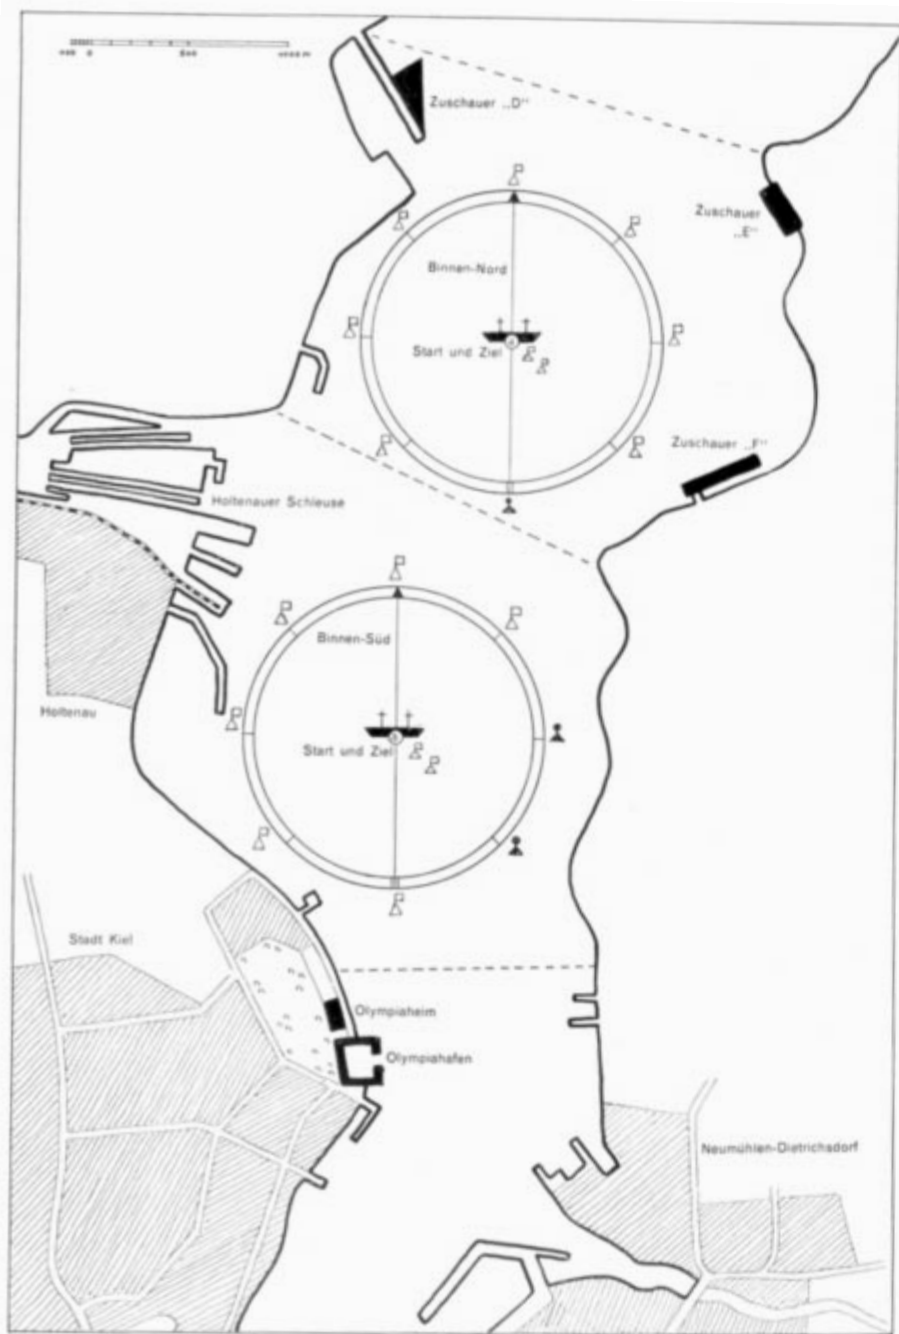 500
Zuschauer „D“
Zuschauer
„E“
Binnen-Nord
Start und Ziel
Zuschauer „F“
Holtenauer Schleuse
Binnen-Süd
Holtenau
Start und Ziel
Stadt Kiel
Olympiaheim
Olympiahafen
Neumühlen-Dietrichsdorf